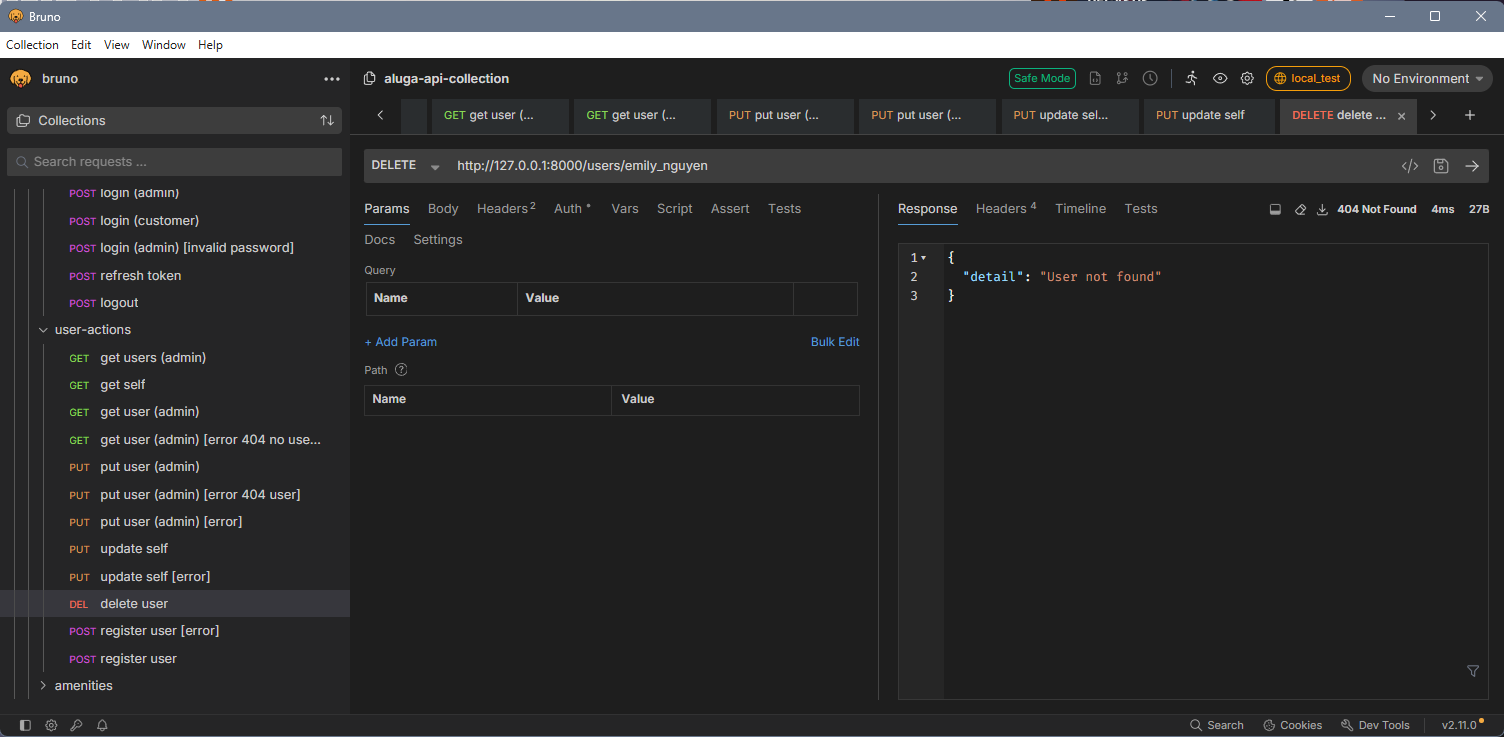 Bruno
Collection Edit View Window Help
bruno
aluga-api-collection
Safe Mode
local_test
No Environment
Collections
GET get user (...
GET get user (...
PUT put user (...
PUT put user (...
PUT update sel...
PUT update self
DELETE delete ...
Search requests ...
DELETE http://127.0.0.1:8000/users/emily_nguyen
POST login (admin)
POST login (customer)
POST login (admin) [invalid password]
POST refresh token
POST logout
user-actions
GET get users (admin)
GET get self
GET get user (admin)
GET get user (admin) [error 404 no use...
PUT put user (admin)
PUT put user (admin) [error 404 user]
PUT put user (admin) [error]
PUT update self
PUT update self [error]
DEL delete user
POST register user [error]
POST register user
amenities
Params Body Headers 2 Auth * Vars Script Assert Tests
Docs Settings
Query
Name Value
+ Add Param Bulk Edit
Path ?
Name Value
Response Headers 4 Timeline Tests
404 Not Found 4ms 27B
1 {
2 "detail": "User not found"
3 }
Search Cookies Dev Tools v2.11.0